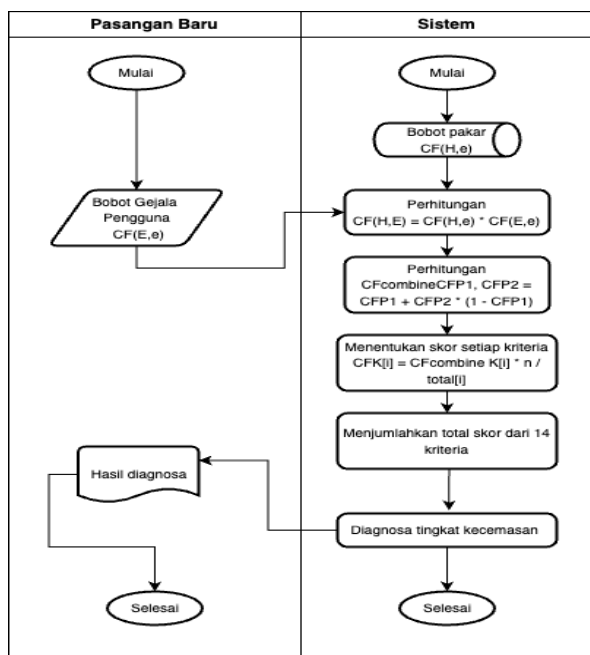 Pasangan Baru
Sistem
Mulai
Mulai
Bobot pakar
CF(H,e)
Bobot Gejala
Pengguna
CF(E,e)
Perhitungan
CF(H,E) = CF(H,e) * CF(E,e)
Perhitungan
CFcombineCFP1, CFP2 =
CFP1 + CFP2 * (1 - CFP1)
Menentukan skor setiap kriteria
CFK[i] = CFcombine K[i] * n /
total[i]
Menjumlahkan total skor dari 14
kriteria
Hasil diagnosa
Diagnosa tingkat kecemasan
Selesai
Selesai